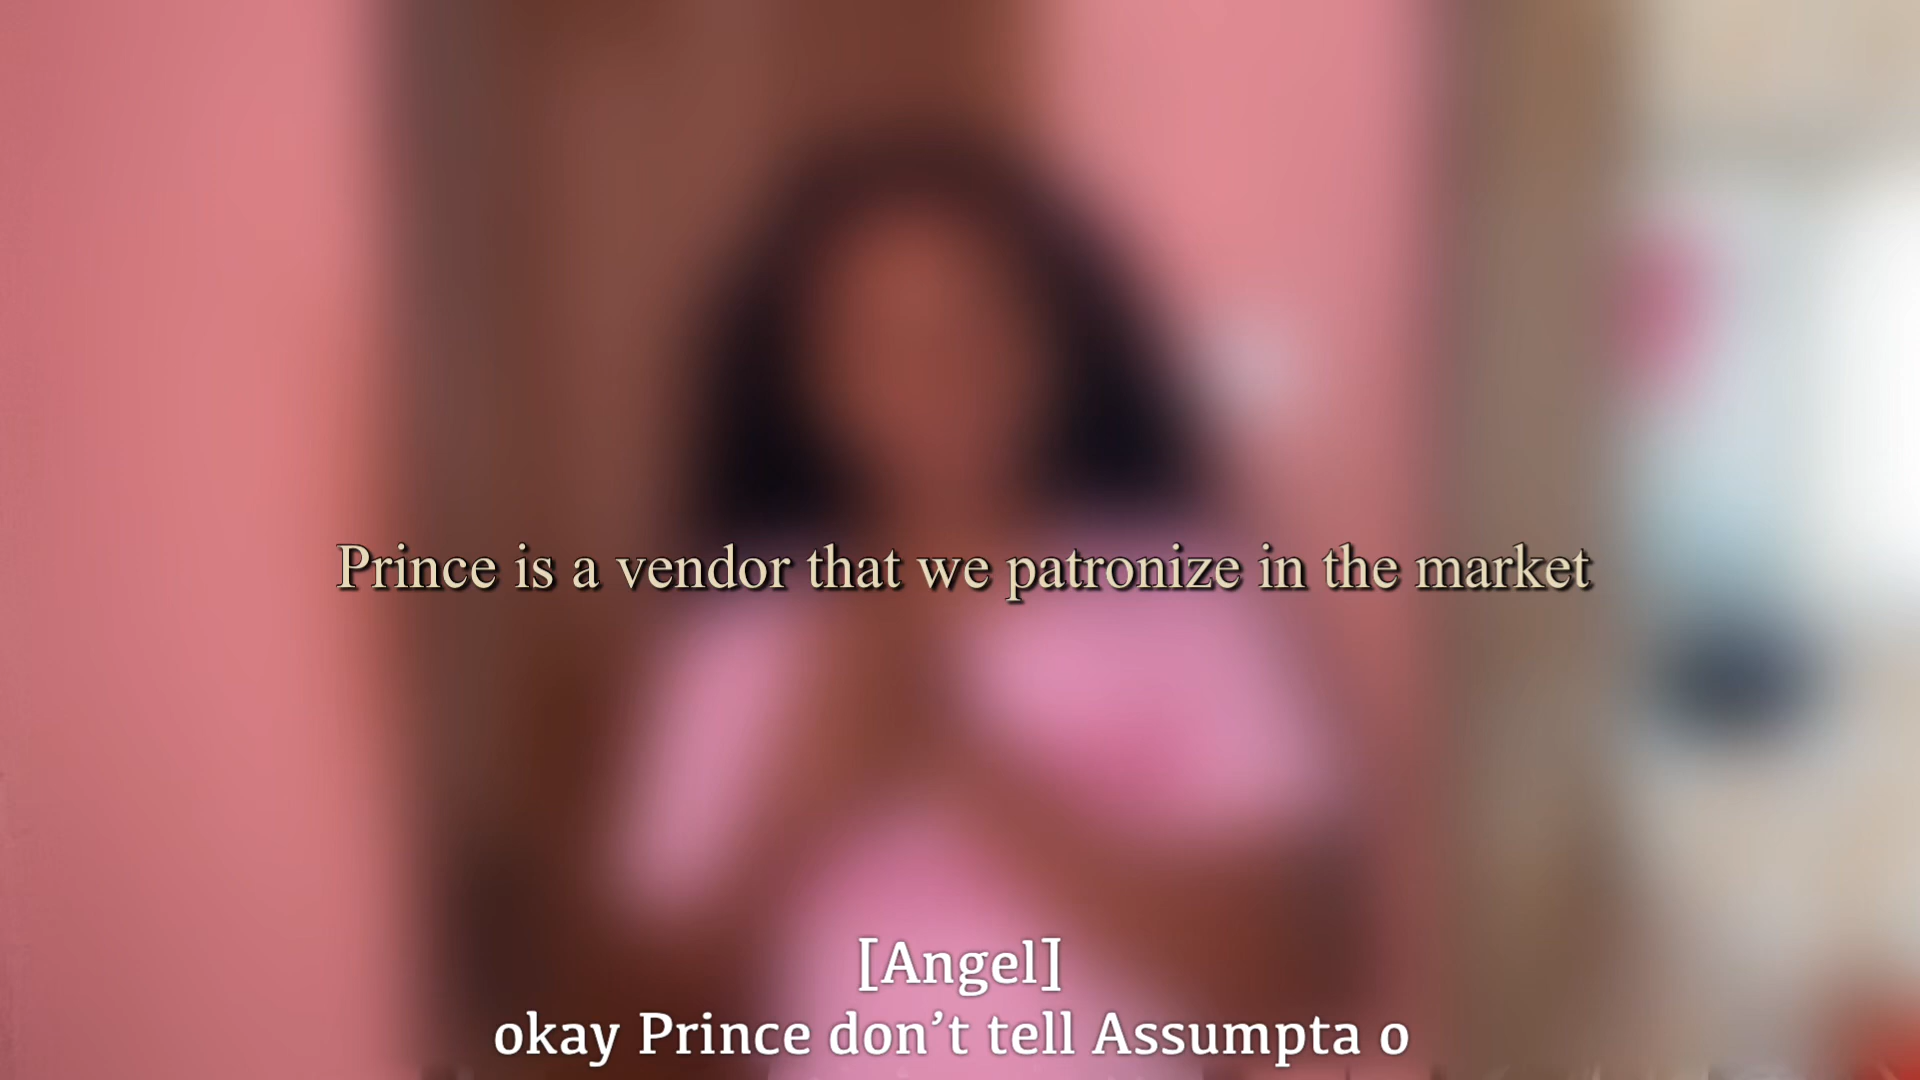 Prince is a vendor that we patronize in the market
[Angel]
okay Prince don’t tell Assumpta o